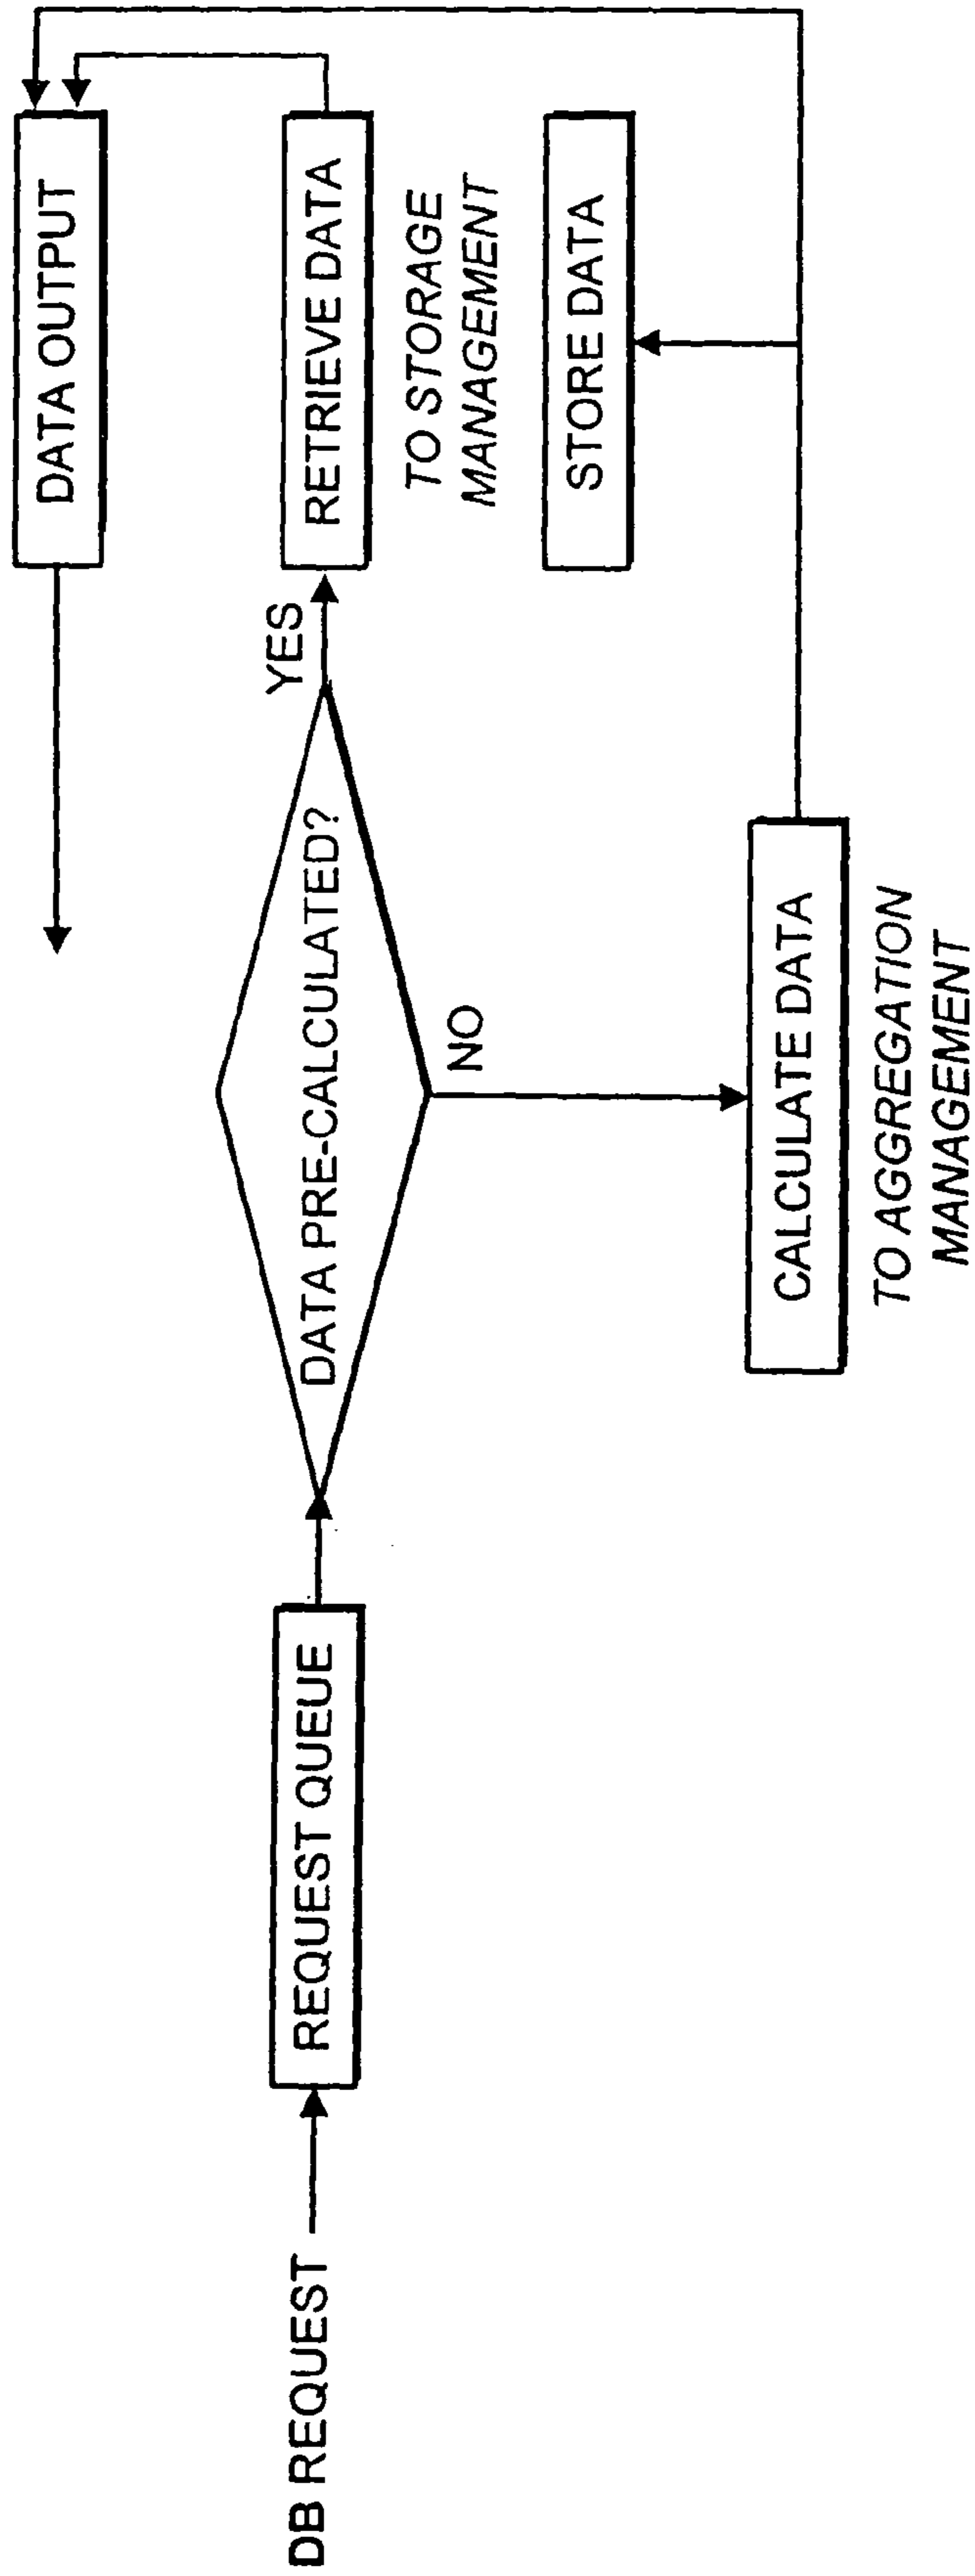 DATA OUTPUT
YES
RETRIEVE DATA
DB REQUEST
REQUEST QUEUE
DATA PRE-CALCULATED?
TO STORAGE
MANAGEMENT
NO
STORE DATA
CALCULATE DATA
TO AGGREGATION
MANAGEMENT